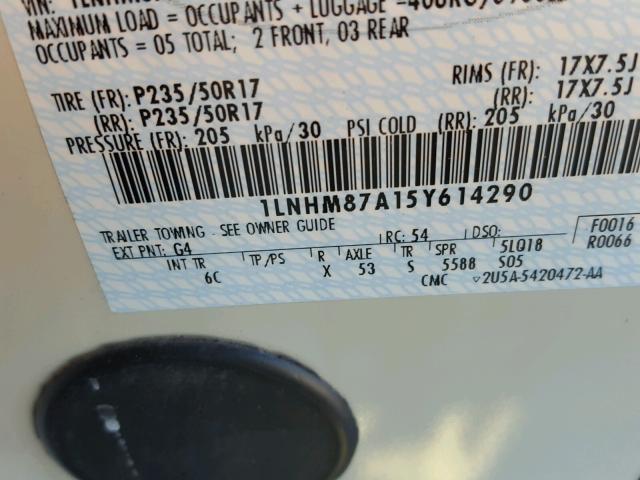 VIN:
MAXIMUM LOAD = OCCUPANTS + LUGGAGE =400KG/
OCCUPANTS = 05 TOTAL; 2 FRONT, 03 REAR
TIRE (FR): P235/50R17 RIMS (FR): 17X7.5J
(RR): P235/50R17 (RR): 17X7.5J
PRESSURE (FR): 205 kPa/30 PSI COLD (RR): 205 kPa/30
1LNHM87A15Y614290
TRAILER TOWING - SEE OWNER GUIDE F0016
EXT PNT: G4 RC: 54 DSO: R0066
INT TR TP/PS R AXLE TR SPR 5LQ18
6C X 53 S 5588 S05
CMC 2U5A-5420472-AA